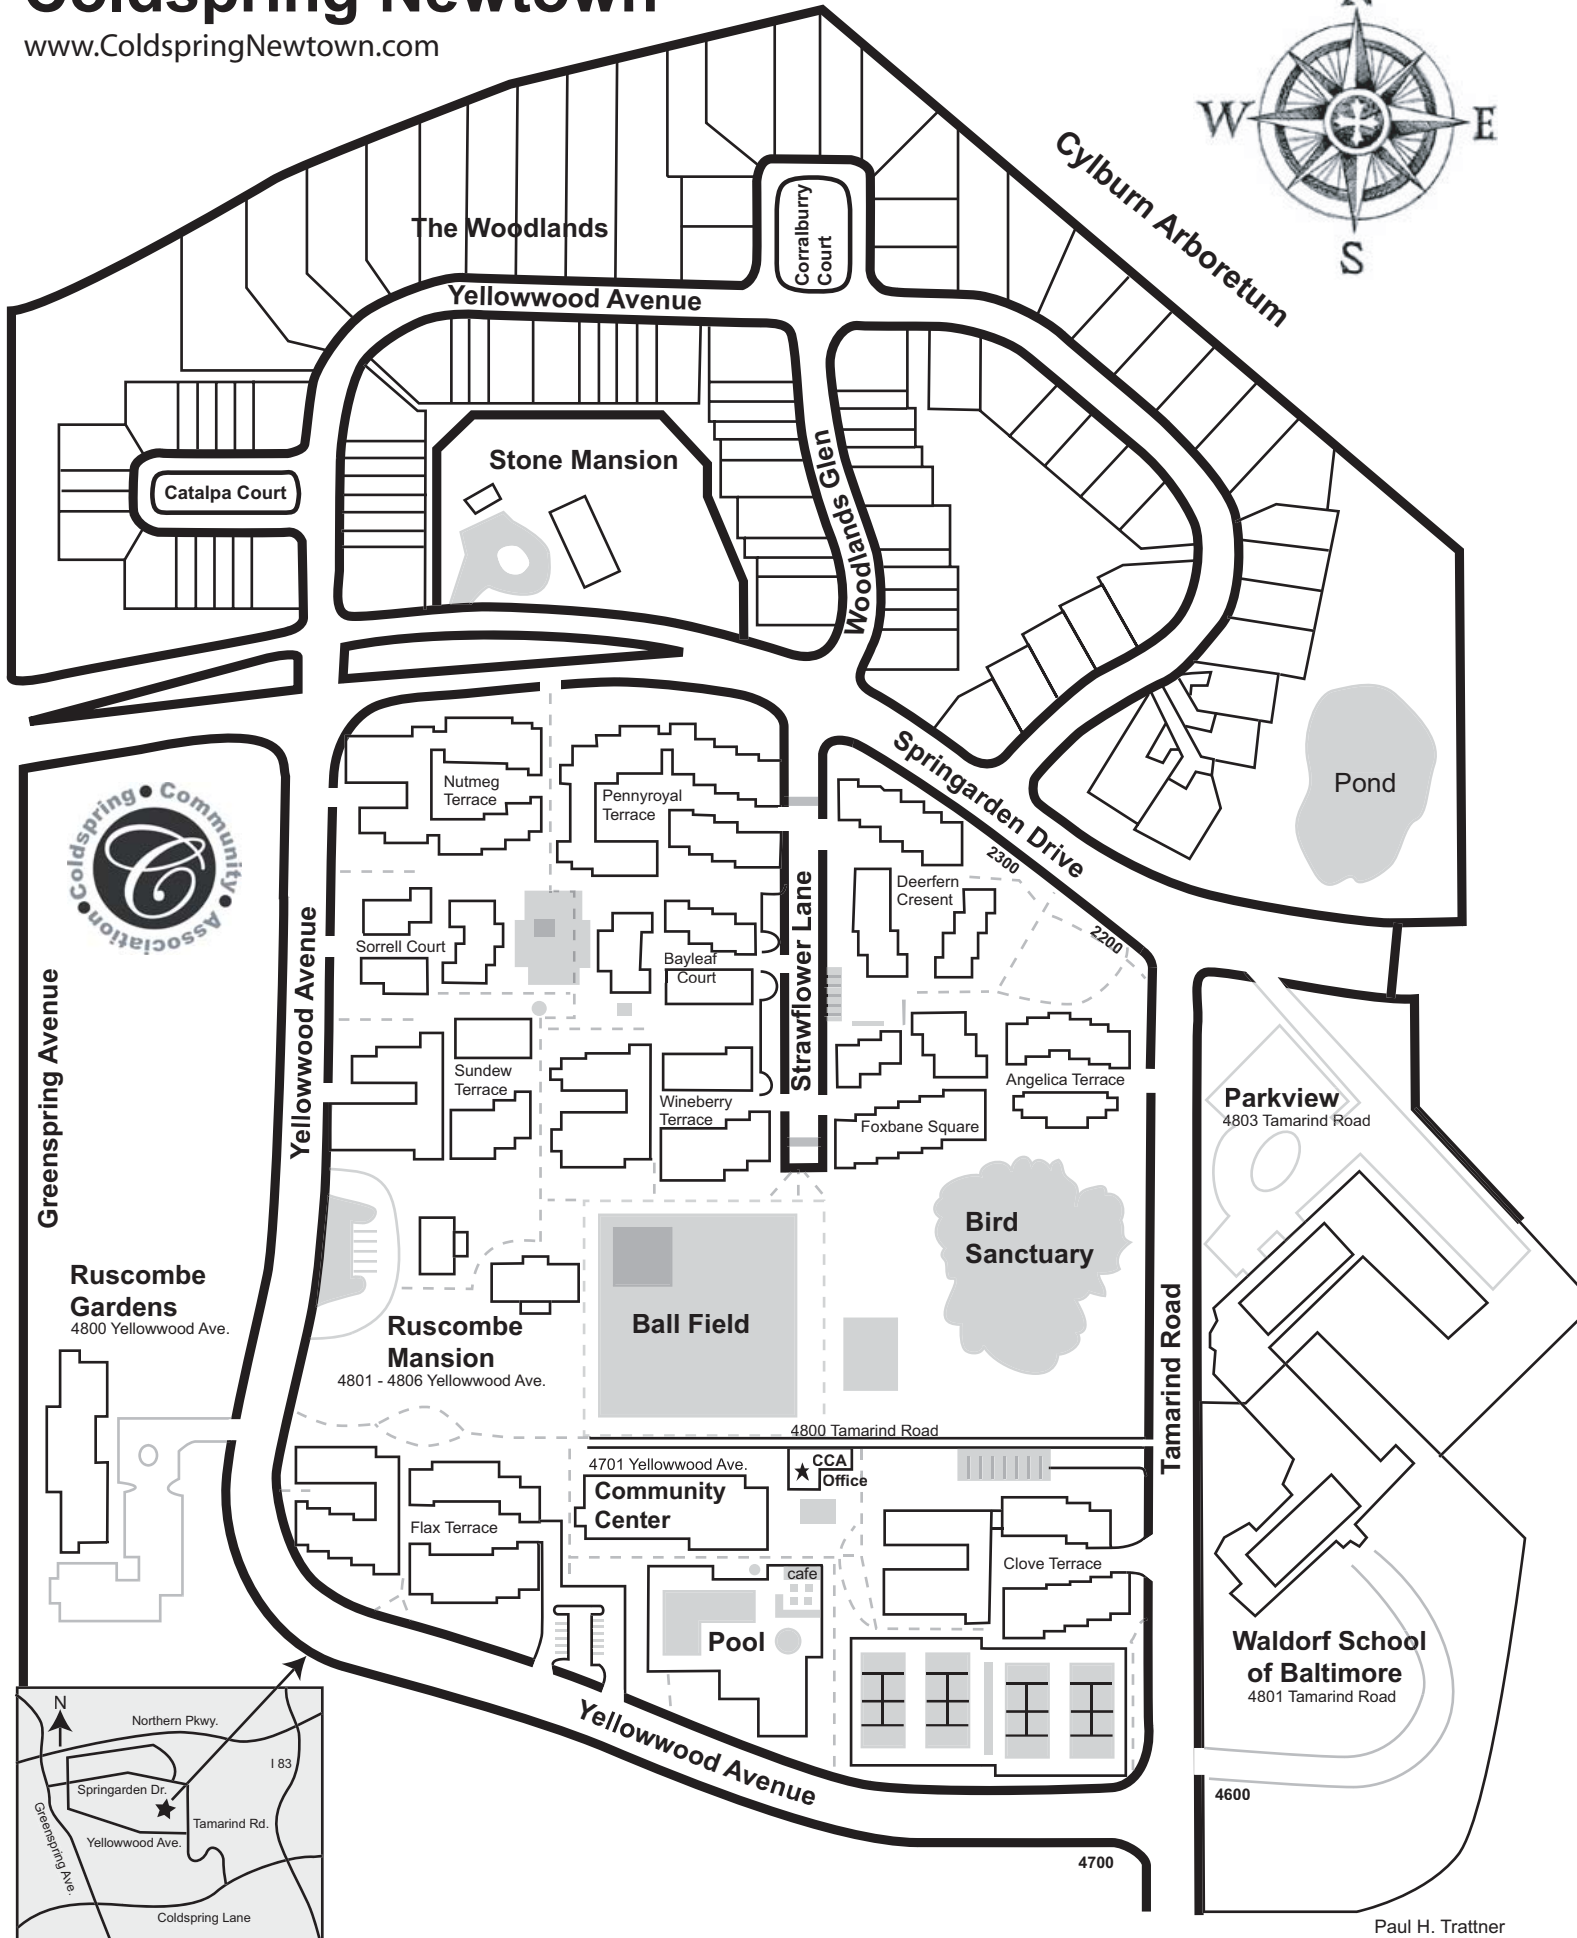 Coldspring Newtown
www.ColdspringNewtown.com
N
W
E
S
Cylburn Arboretum
The Woodlands
Corralburry
Court
Yellowwood Avenue
Stone Mansion
Catalpa Court
Woodlands Glen
Springarden Drive
Pond
Nutmeg
Terrace
Pennyroyal
Terrace
Coldspring • Community • Association •
C
2300
Deerfern
Cresent
2200
Sorrell Court
Bayleaf
Court
Strawflower Lane
Yellowwood Avenue
Greenspring Avenue
Sundew
Terrace
Wineberry
Terrace
Foxbane Square
Angelica Terrace
Parkview
4803 Tamarind Road
Bird
Sanctuary
Ruscombe
Gardens
4800 Yellowwood Ave.
Ruscombe
Mansion
4801 - 4806 Yellowwood Ave.
Ball Field
Tamarind Road
4800 Tamarind Road
4701 Yellowwood Ave.
Community
Center
CCA
Office
Flax Terrace
Clove Terrace
cafe
Pool
Waldorf School
of Baltimore
4801 Tamarind Road
Yellowwood Avenue
4600
4700
N
Northern Pkwy.
I 83
Springarden Dr.
Tamarind Rd.
Yellowwood Ave.
Greenspring Ave.
Coldspring Lane
Paul H. Trattner